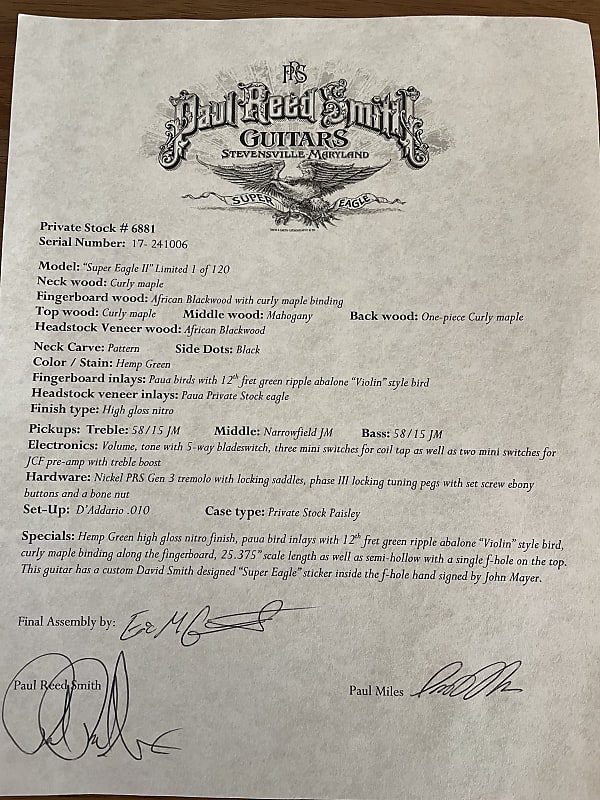 PRS
Paul Reed Smith
GUITARS
STEVENSVILLE-MARYLAND
SUPER EAGLE
Private Stock # 6881
Serial Number: 17- 241006
Model: "Super Eagle II" Limited 1 of 120
Neck wood: Curly maple
Fingerboard wood: African Blackwood with curly maple binding
Top wood: Curly maple Middle wood: Mahogany Back wood: One-piece Curly maple
Headstock Veneer wood: African Blackwood
Neck Carve: Pattern Side Dots: Black
Color / Stain: Hemp Green
Fingerboard inlays: Paua birds with 12th fret green ripple abalone "Violin" style bird
Headstock veneer inlays: Paua Private Stock eagle
Finish type: High gloss nitro
Pickups: Treble: 58/15 JM Middle: Narrowfield JM Bass: 58/15 JM
Electronics: Volume, tone with 5-way bladeswitch, three mini switches for coil tap as well as two mini switches for
JCF pre-amp with treble boost
Hardware: Nickel PRS Gen 3 tremolo with locking saddles, phase III locking tuning pegs with set screw ebony
buttons and a bone nut
Set-Up: D'Addario .010 Case type: Private Stock Paisley
Specials: Hemp Green high gloss nitro finish, paua bird inlays with 12th fret green ripple abalone "Violin" style bird,
curly maple binding along the fingerboard, 25.375" scale length as well as semi-hollow with a single f-hole on the top.
This guitar has a custom David Smith designed "Super Eagle" sticker inside the f-hole hand signed by John Mayer.
Final Assembly by:
Paul Reed Smith Paul Miles